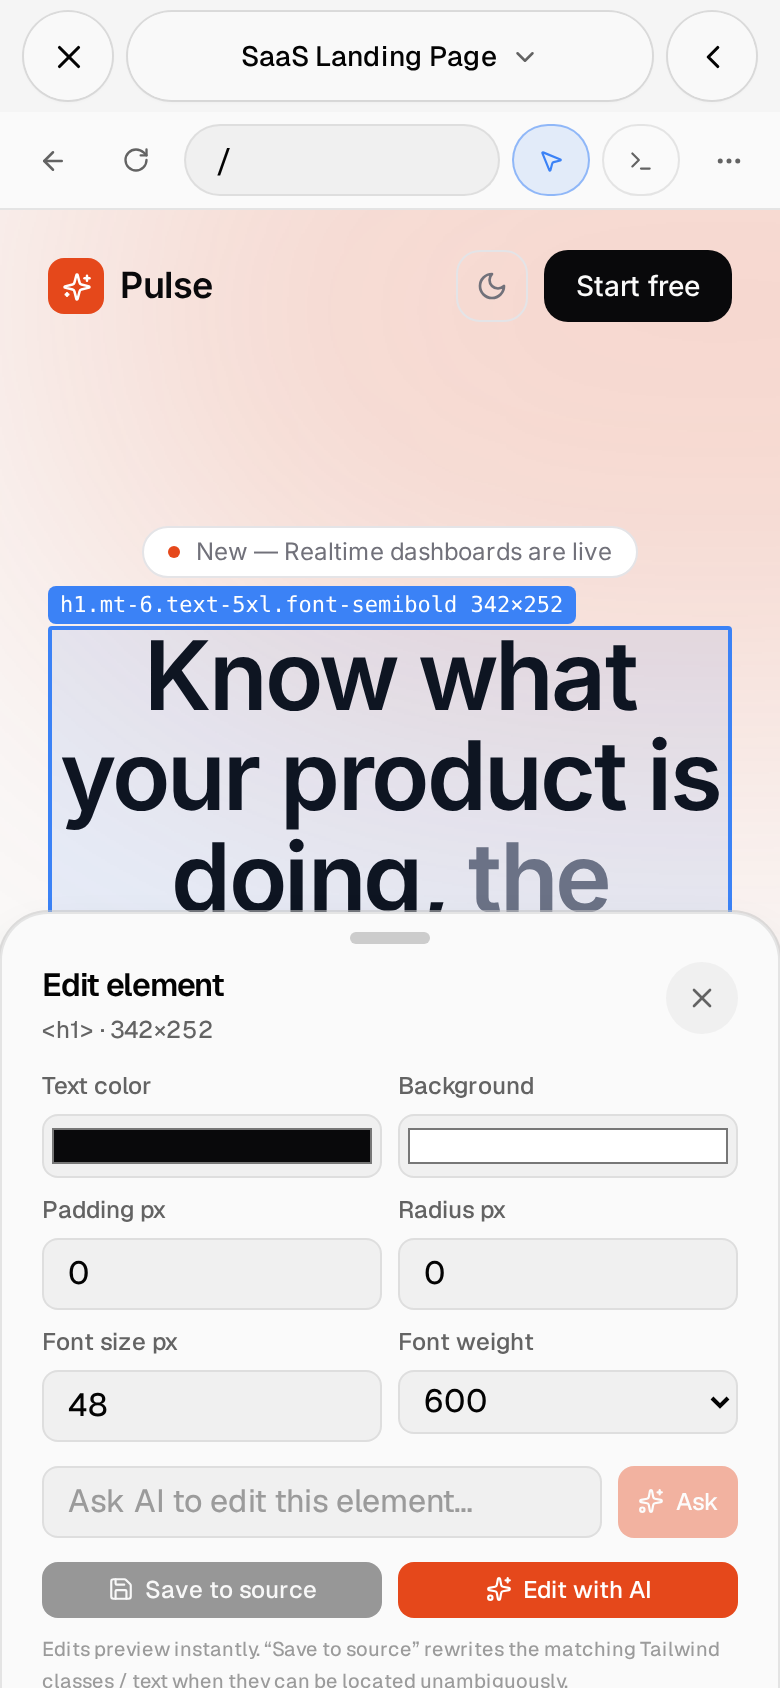 SaaS Landing Page
/
Pulse
Start free
New — Realtime dashboards are live
h1.mt-6.text-5xl.font-semibold 342×252
Know what
your product is
doing, the
Edit element
<h1> · 342×252
Text color
Background
Padding px
Radius px
0
0
Font size px
Font weight
48
600
Ask AI to edit this element...
Ask
Save to source
Edit with AI
Edits preview instantly. “Save to source” rewrites the matching Tailwind
classes / text when they can be located unambiguously.